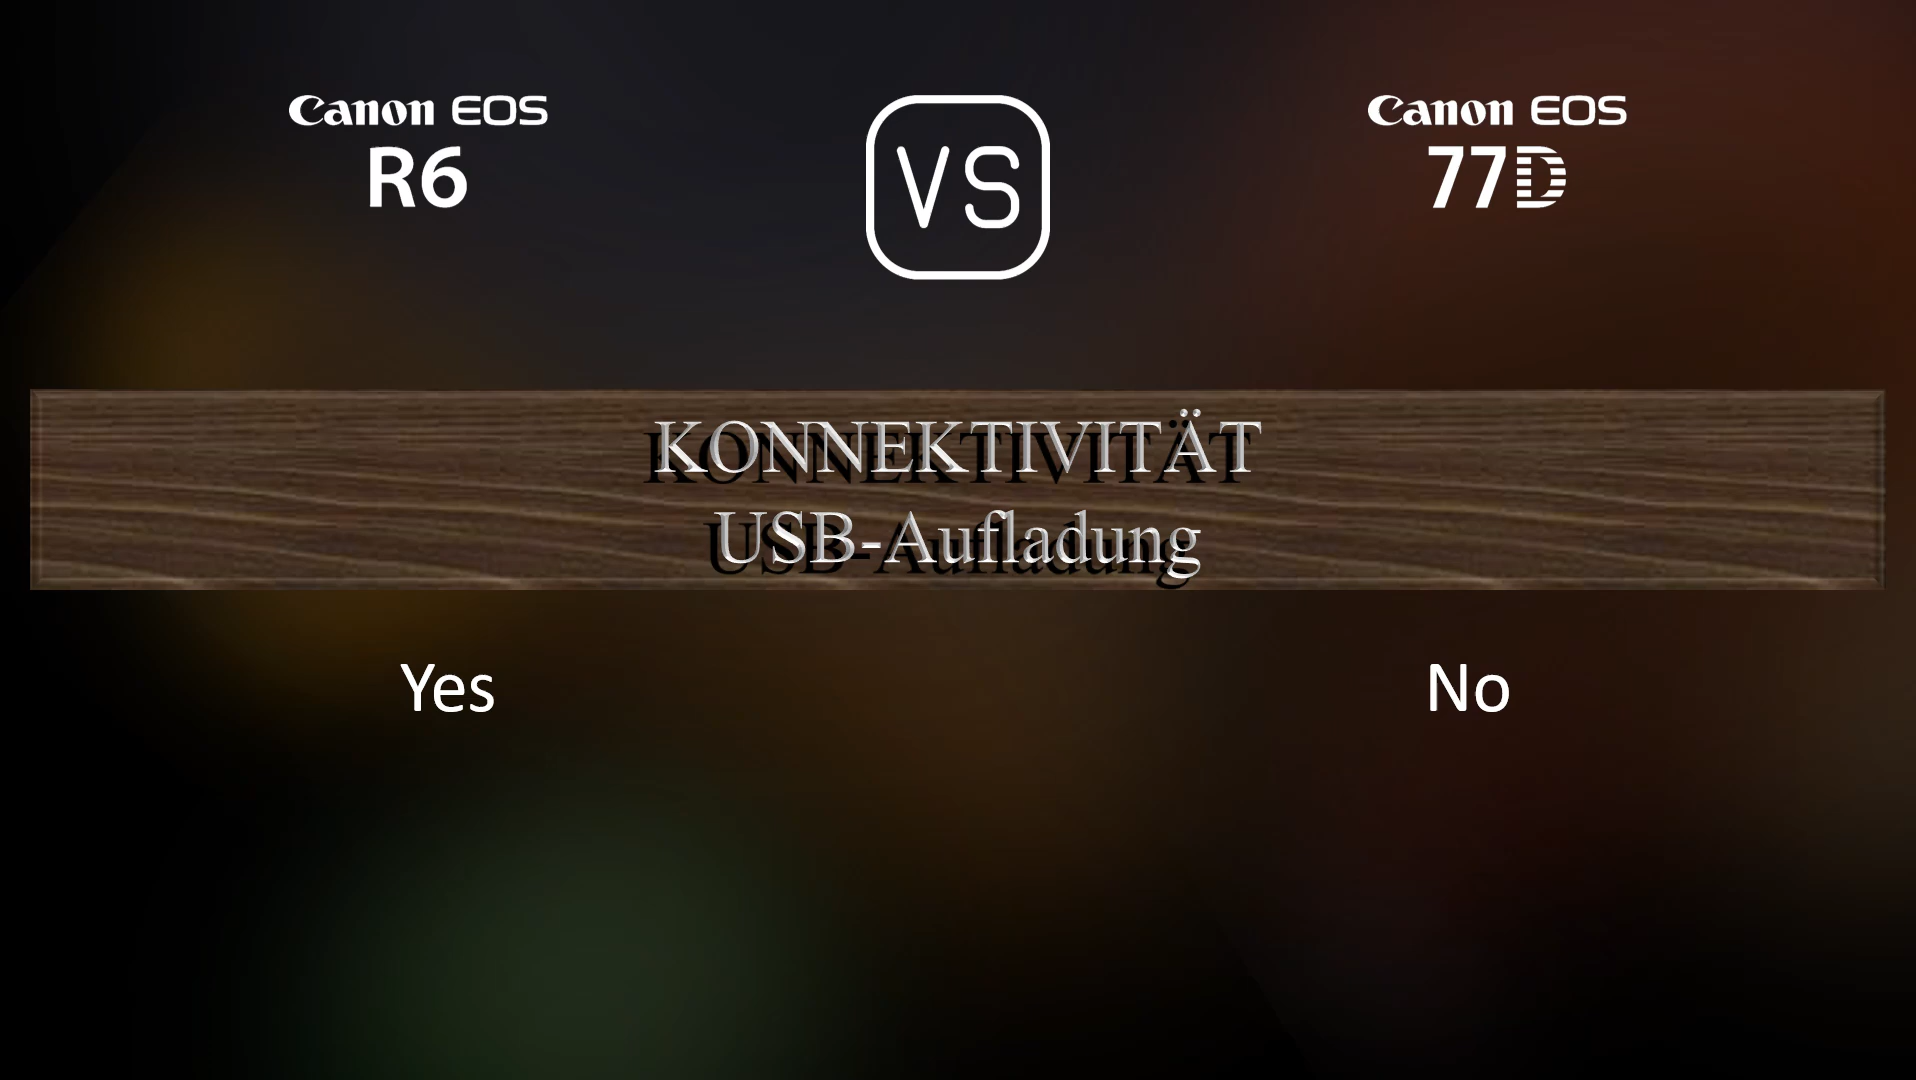 Canon EOS
R6
VS
Canon EOS
77D
KONNEKTIVITÄT
USB-Aufladung
Yes
No